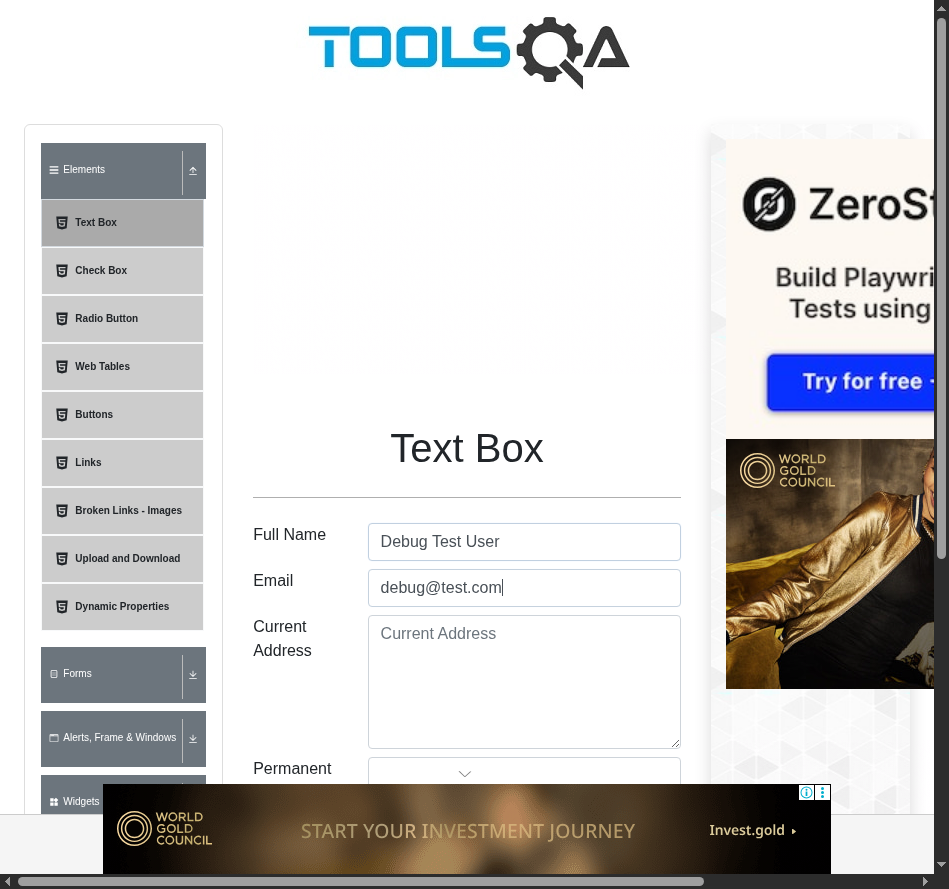 TOOLSQA
Elements
Text Box
Check Box
Radio Button
Web Tables
Buttons
Links
Broken Links - Images
Upload and Download
Dynamic Properties
Forms
Alerts, Frame & Windows
Widgets
Text Box
Full Name
Debug Test User
Email
debug@test.com
Current
Address
Current Address
Permanent
Build Playwri
Tests using
Try for free
WORLD
GOLD
COUNCIL
WORLD
GOLD
COUNCIL
START YOUR INVESTMENT JOURNEY
Invest.gold